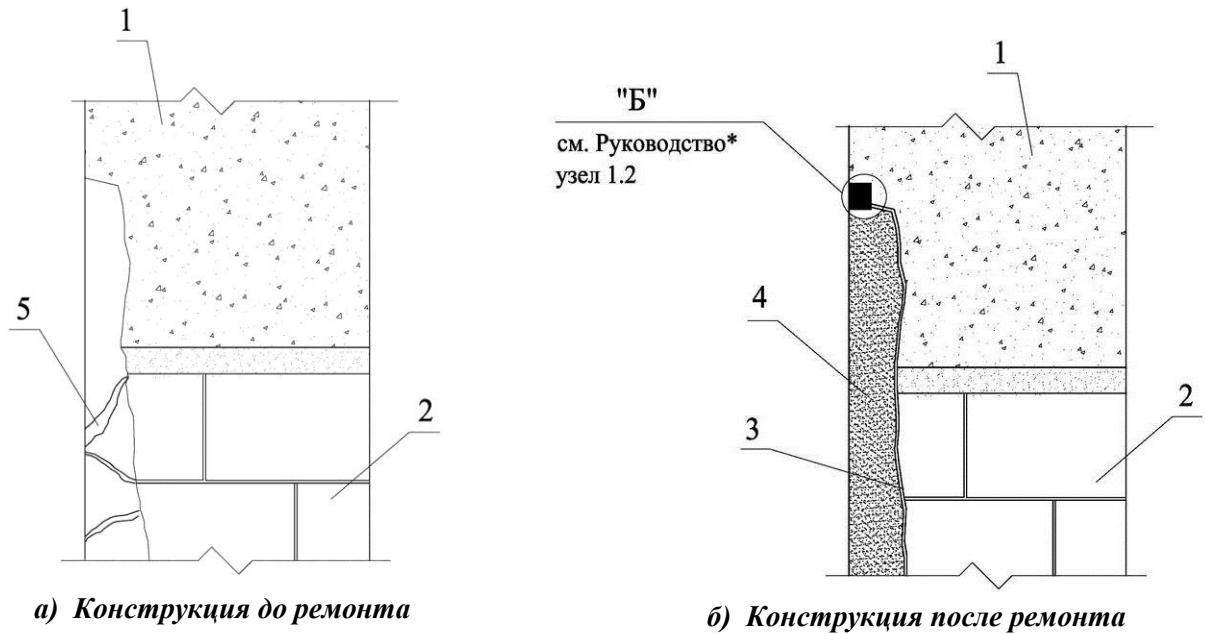 1
5
2
а) Конструкция до ремонта
"Б"
см. Руководство*
узел 1.2
1
4
3
2
б) Конструкция после ремонта